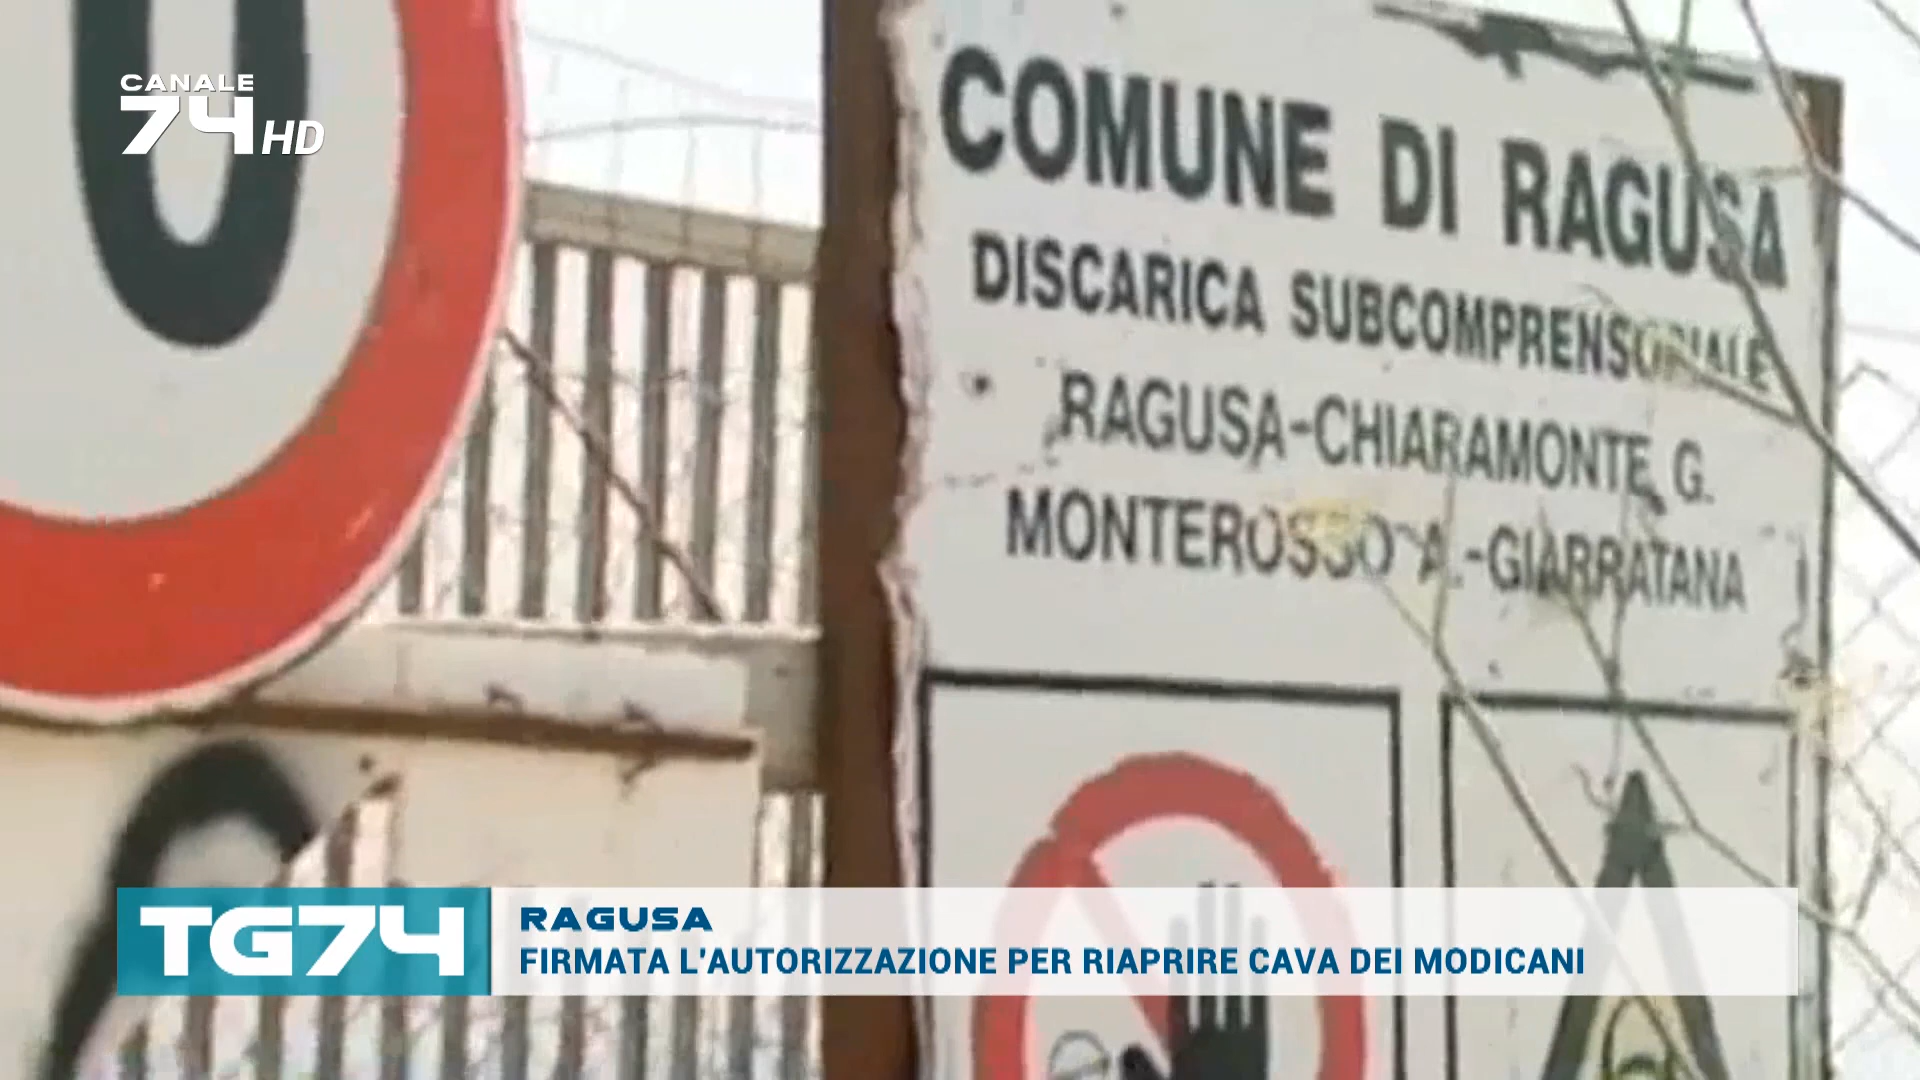 CANALE
74 HD
COMUNE DI RAGUSA
DISCARICA SUBCOMPRENSORIALE
RAGUSA-CHIARAMONTE G.
MONTEROSSO A.-GIARRATANA
TG74
RAGUSA
FIRMATA L'AUTORIZZAZIONE PER RIAPRIRE CAVA DEI MODICANI